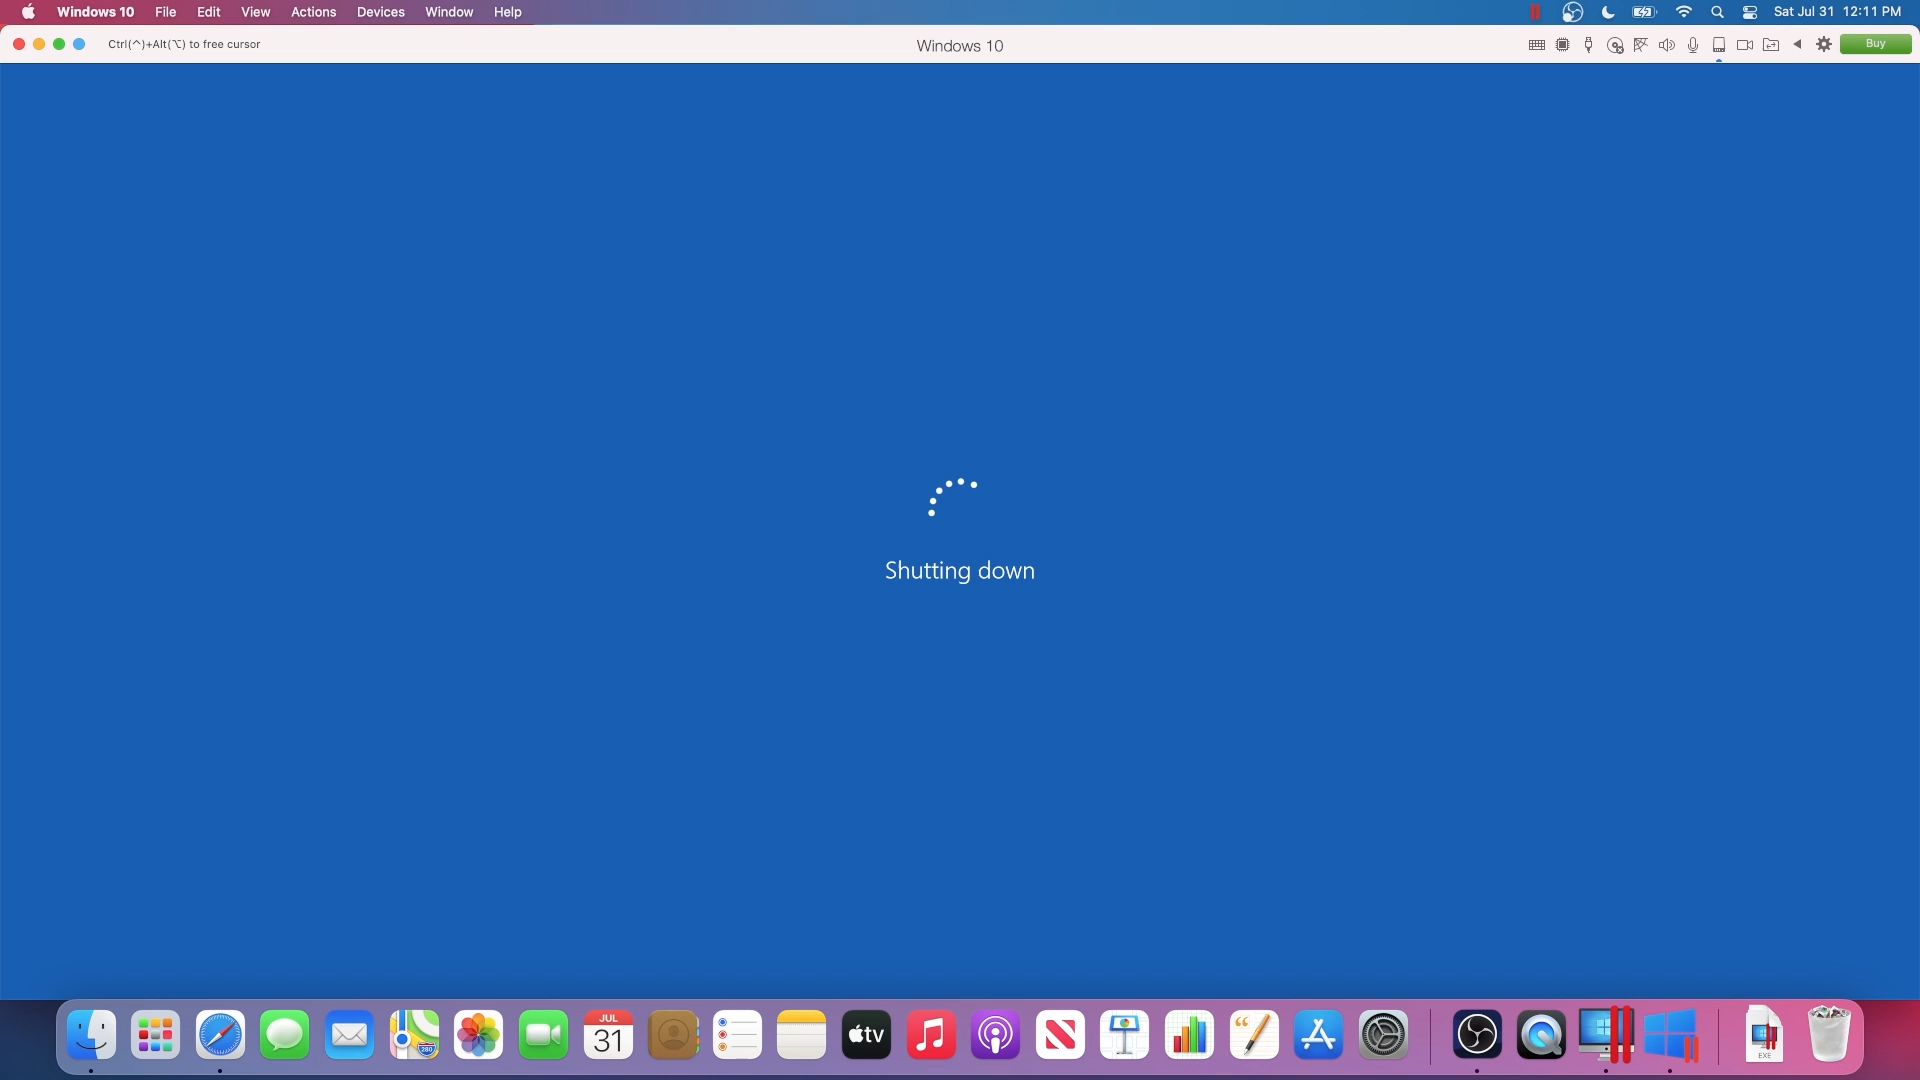 Windows 10 File Edit View Actions Devices Window Help Sat Jul 31 12:11 PM
Ctrl(^)+Alt(⌥) to free cursor Windows 10 Buy
Shutting down
280
JUL
31
tv
EXE